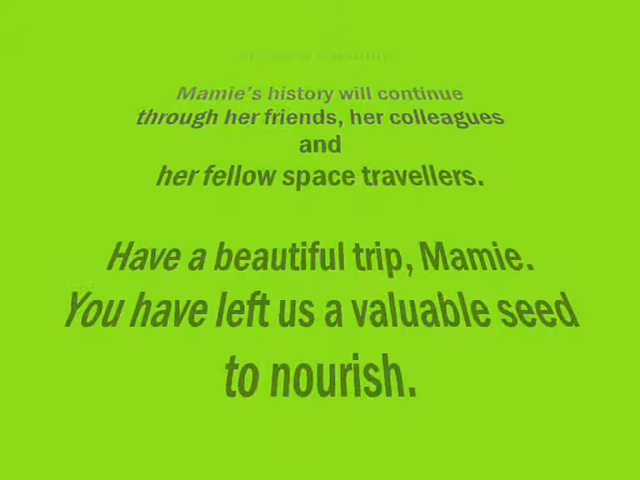 Mamie's history will continue
through her friends, her colleagues
and
her fellow space travellers.
Have a beautiful trip, Mamie.
You have left us a valuable seed
to nourish.